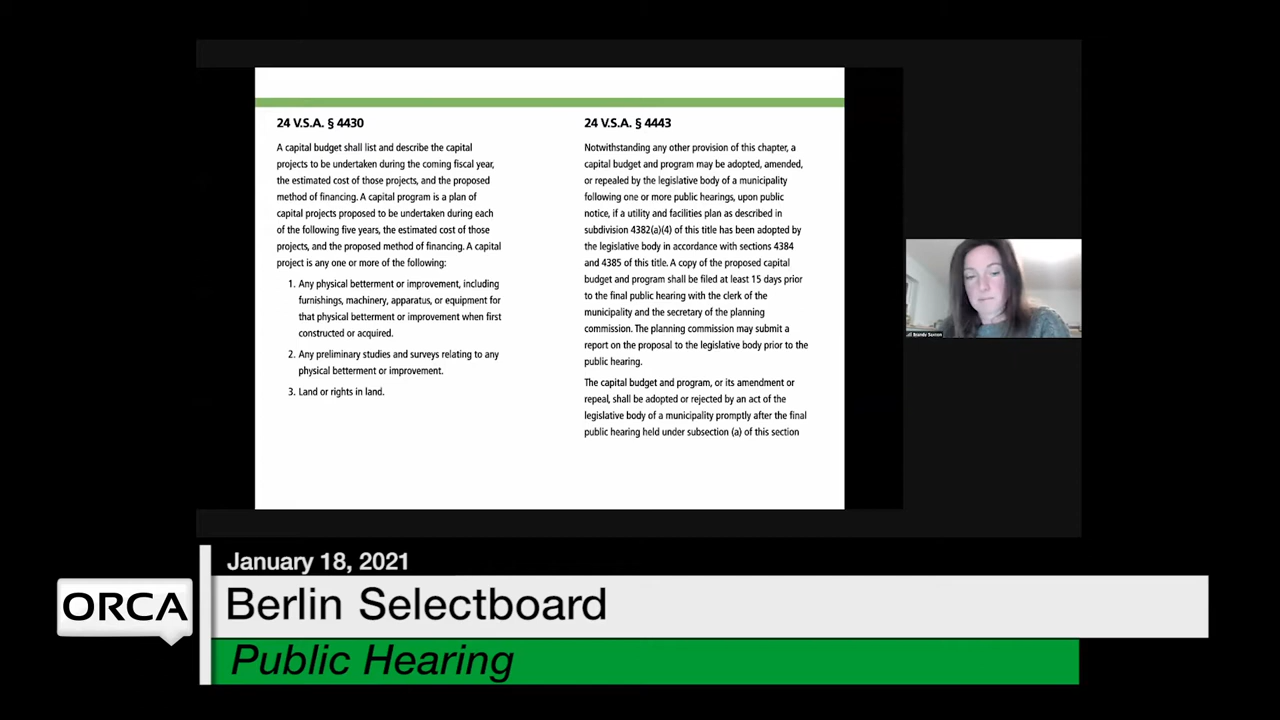 24 V.S.A. § 4430
A capital budget shall list and describe the capital
projects to be undertaken during the coming fiscal year,
the estimated cost of those projects, and the proposed
method of financing. A capital program is a plan of
capital projects proposed to be undertaken during each
of the following five years, the estimated cost of those
projects, and the proposed method of financing. A capital
project is any one or more of the following:
1. Any physical betterment or improvement, including
furnishings, machinery, apparatus, or equipment for
that physical betterment or improvement when first
constructed or acquired.
2. Any preliminary studies and surveys relating to any
physical betterment or improvement.
3. Land or rights in land.
24 V.S.A. § 4443
Notwithstanding any other provision of this chapter, a
capital budget and program may be adopted, amended,
or repealed by the legislative body of a municipality
following one or more public hearings, upon public
notice, if a utility and facilities plan as described in
subdivision 4382(a)(4) of this title has been adopted by
the legislative body in accordance with sections 4384
and 4385 of this title. A copy of the proposed capital
budget and program shall be filed at least 15 days prior
to the final public hearing with the clerk of the
municipality and the secretary of the planning
commission. The planning commission may submit a
report on the proposal to the legislative body prior to the
public hearing.
The capital budget and program, or its amendment or
repeal, shall be adopted or rejected by an act of the
legislative body of a municipality promptly after the final
public hearing held under subsection (a) of this section
January 18, 2021
ORCA
Berlin Selectboard
Public Hearing